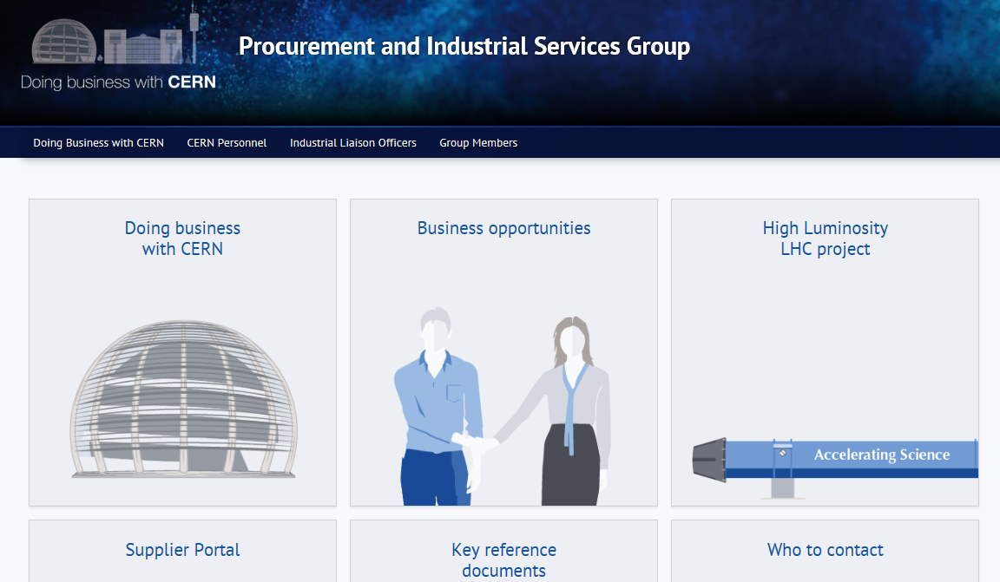 Procurement and Industrial Services Group
Doing business with CERN
Doing Business with CERN
CERN Personnel
Industrial Liaison Officers
Group Members
Doing business
with CERN
Business opportunities
High Luminosity
LHC project
Accelerating Science
Supplier Portal
Key reference
documents
Who to contact